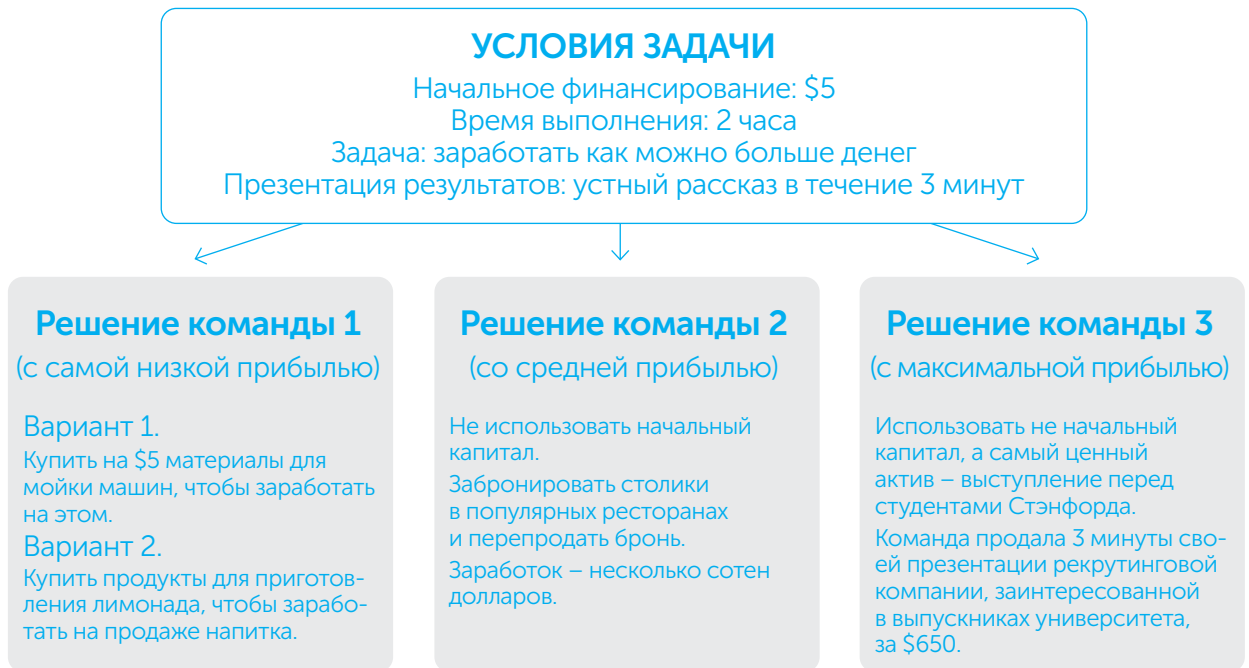 УСЛОВИЯ ЗАДАЧИ
Начальное финансирование: $5
Время выполнения: 2 часа
Задача: заработать как можно больше денег
Презентация результатов: устный рассказ в течение 3 минут
Решение команды 1
(с самой низкой прибылью)
Вариант 1.
Купить на $5 материалы для
мойки машин, чтобы заработать
на этом.
Вариант 2.
Купить продукты для приготов-
ления лимонада, чтобы зарабо-
тать на продаже напитка.
Решение команды 2
(со средней прибылью)
Не использовать начальный
капитал.
Забронировать столики
в популярных ресторанах
и перепродать бронь.
Заработок – несколько сотен
долларов.
Решение команды 3
(с максимальной прибылью)
Использовать не начальный
капитал, а самый ценный
актив – выступление перед
студентами Стэнфорда.
Команда продала 3 минуты сво-
ей презентации рекрутинговой
компании, заинтересованной
в выпускниках университета,
за $650.